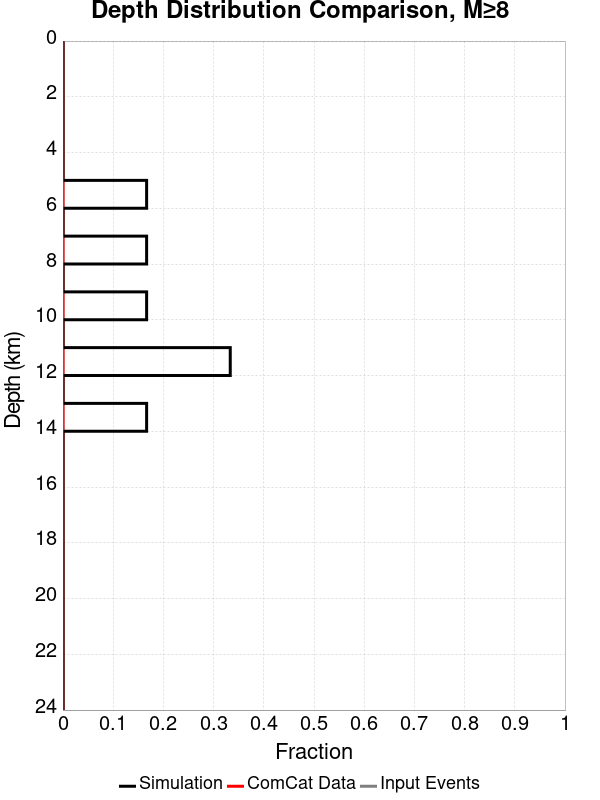 Depth Distribution Comparison, M≥8
0
2
4
6
8
10
12
14
16
18
20
22
24
Depth (km)
0 0.1 0.2 0.3 0.4 0.5 0.6 0.7 0.8 0.9 1
Fraction
Simulation ComCat Data Input Events